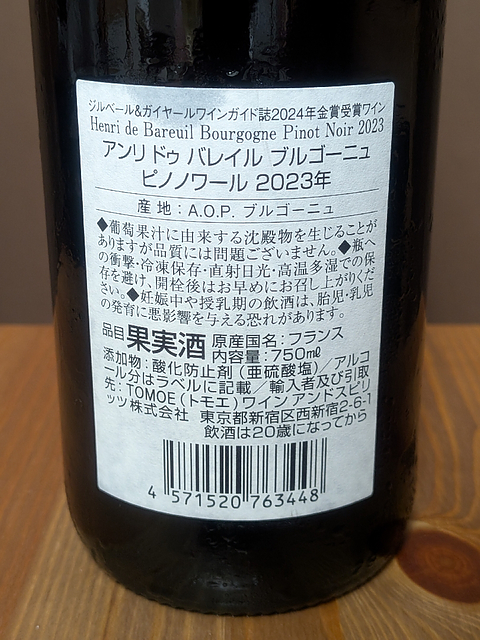 ジルベール&ガイヤールワインガイド誌2024年金賞受賞ワイン
Henri de Bareuil Bourgogne Pinot Noir 2023
アンリ ドゥ バレイル ブルゴーニュ
ピノノワール 2023年
産 地 : A.O.P. ブルゴーニュ
◆葡萄果汁に由来する沈殿物を生じることが
ありますが品質には問題ございません。◆瓶へ
の衝撃・冷凍保存・直射日光・高温多湿での保
存を避け、開栓後はお早めにお召し上がりくだ
さい。◆妊娠中や授乳期の飲酒は、胎児・乳児
の発育に悪影響を与える恐れがあります。
品目 果実酒 原産国名:フランス
内容量:750㎖
添加物:酸化防止剤(亜硫酸塩)/アルコ
ール分はラベルに記載/輸入者及び引取
先:TOMOE(トモエ)ワイン アンドスピリ
ッツ株式会社 東京都新宿区西新宿2-6-1
飲酒は20歳になってから
4 571520 763448